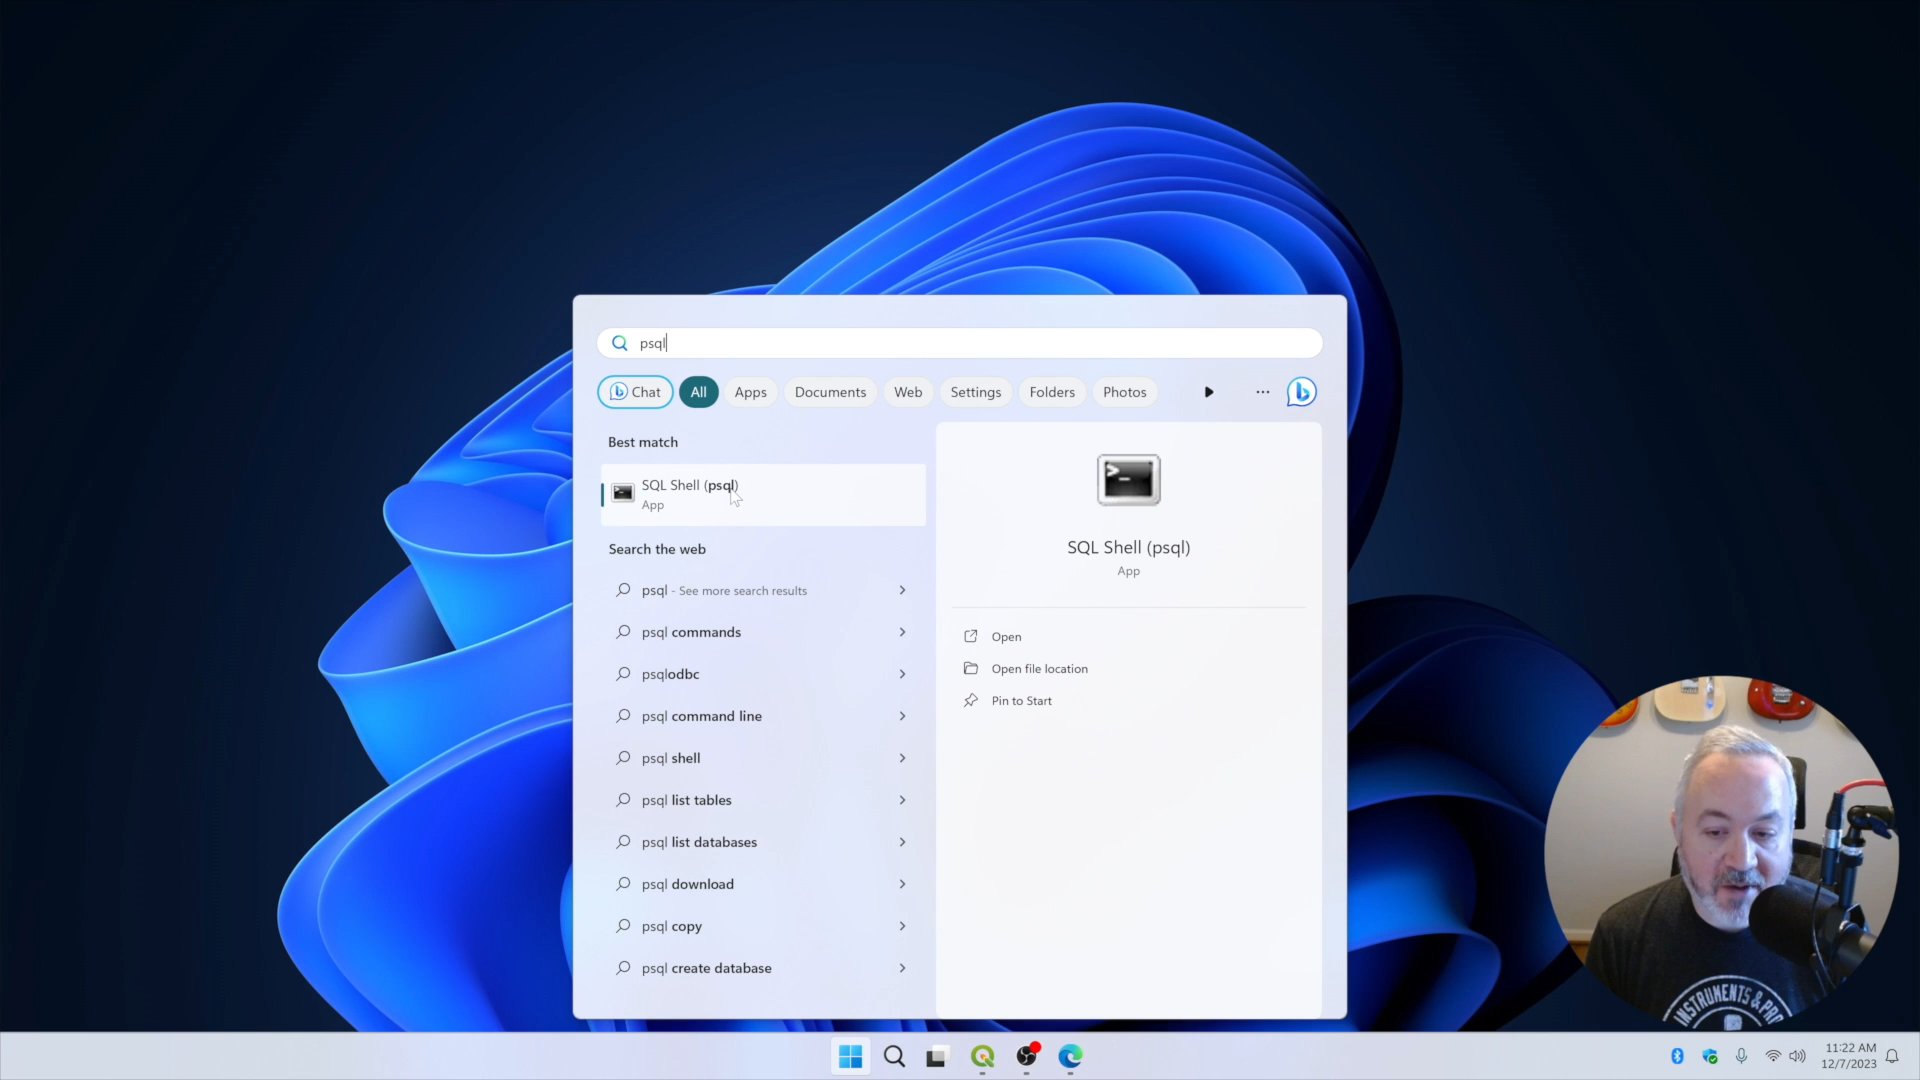 psql
Chat
All
Apps
Documents
Web
Settings
Folders
Photos
Best match
SQL Shell (psql)
App
Search the web
psql - See more search results
psql commands
psqlodbc
psql command line
psql shell
psql list tables
psql list databases
psql download
psql copy
psql create database
SQL Shell (psql)
App
Open
Open file location
Pin to Start
INSTRUMENTS & PR
11:22 AM
12/7/2023